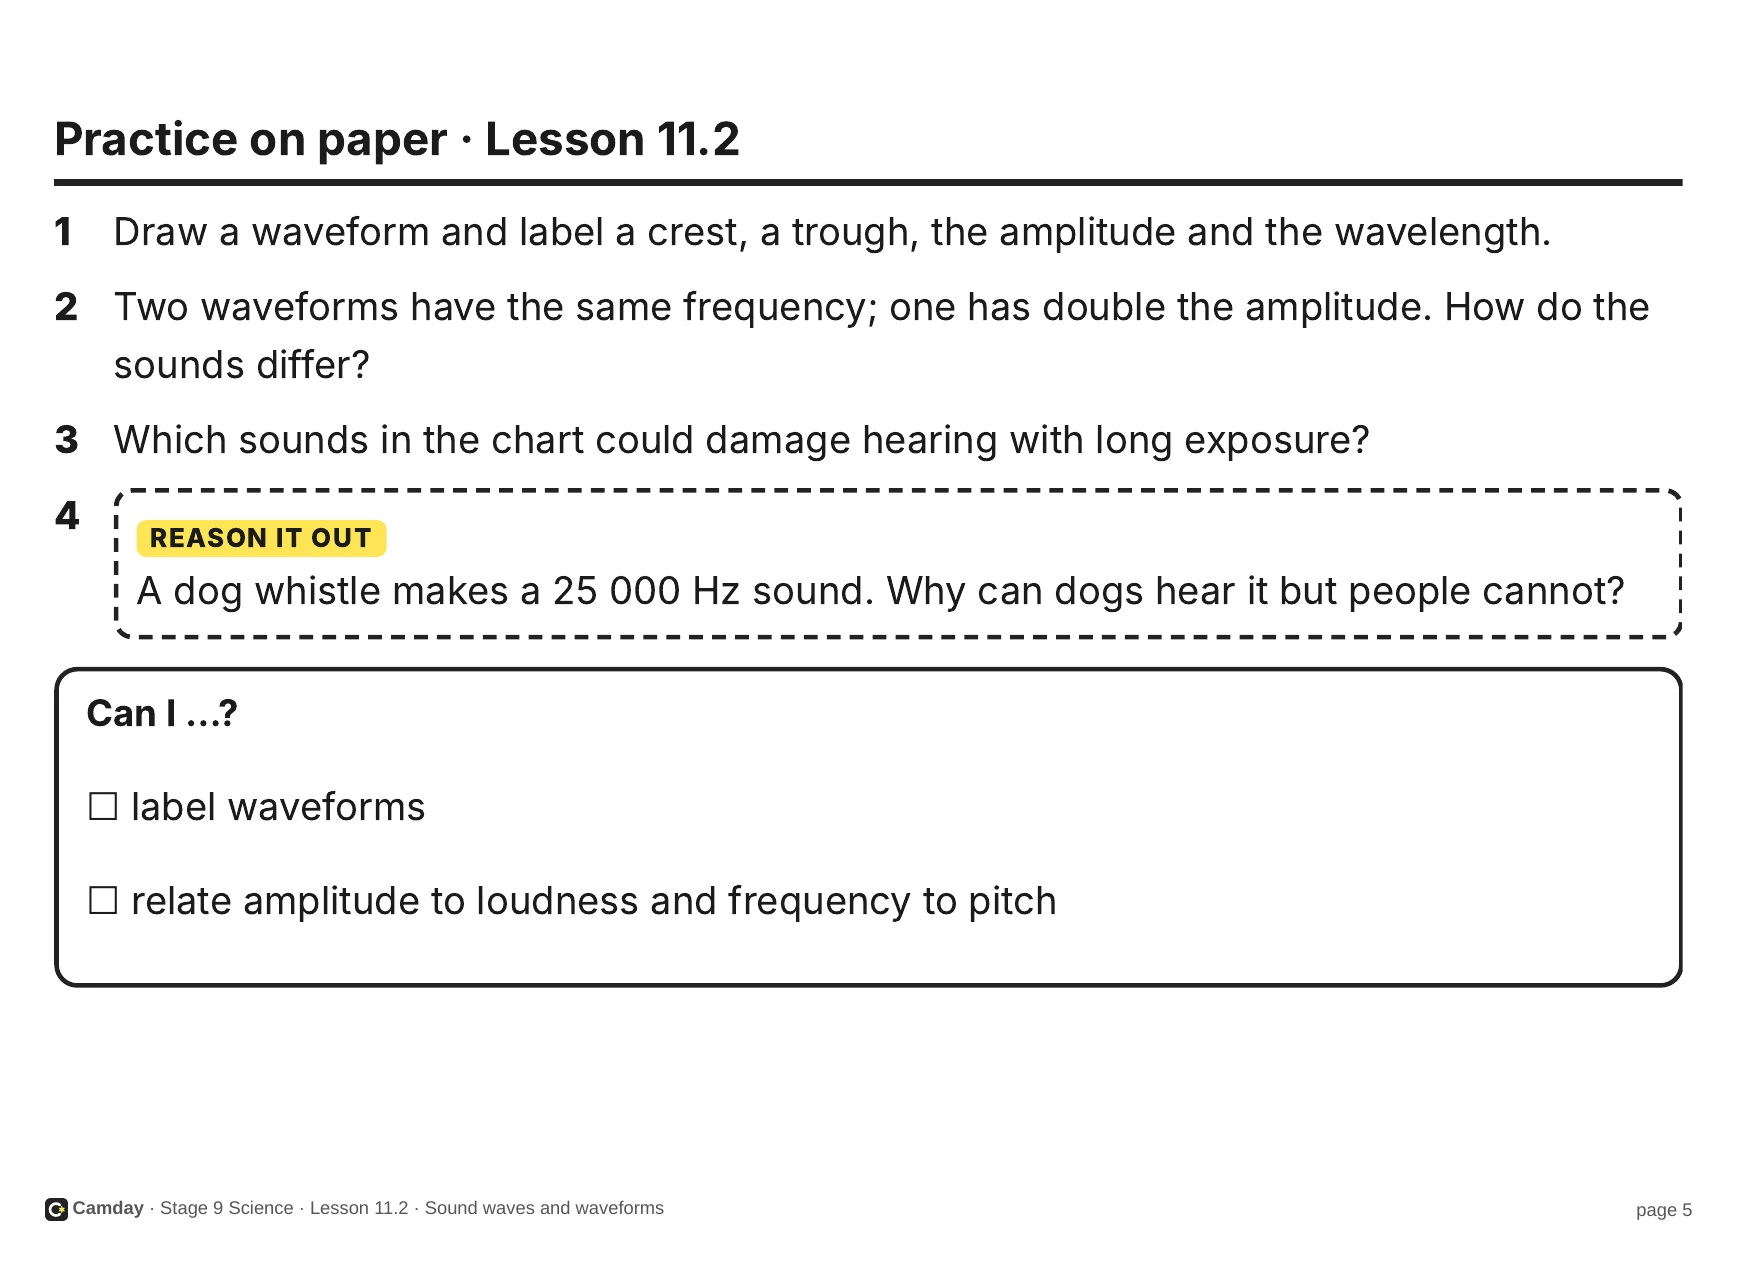 Practice on paper · Lesson 11.2
1 Draw a waveform and label a crest, a trough, the amplitude and the wavelength.
2 Two waveforms have the same frequency; one has double the amplitude. How do the
sounds differ?
3 Which sounds in the chart could damage hearing with long exposure?
4
REASON IT OUT
A dog whistle makes a 25 000 Hz sound. Why can dogs hear it but people cannot?
Can I …?
☐ label waveforms
☐ relate amplitude to loudness and frequency to pitch
Camday · Stage 9 Science · Lesson 11.2 · Sound waves and waveforms
page 5